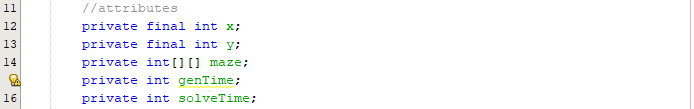 11 //attributes
12 private final int x;
13 private final int y;
14 private int[][] maze;
private int genTime;
16 private int solveTime;